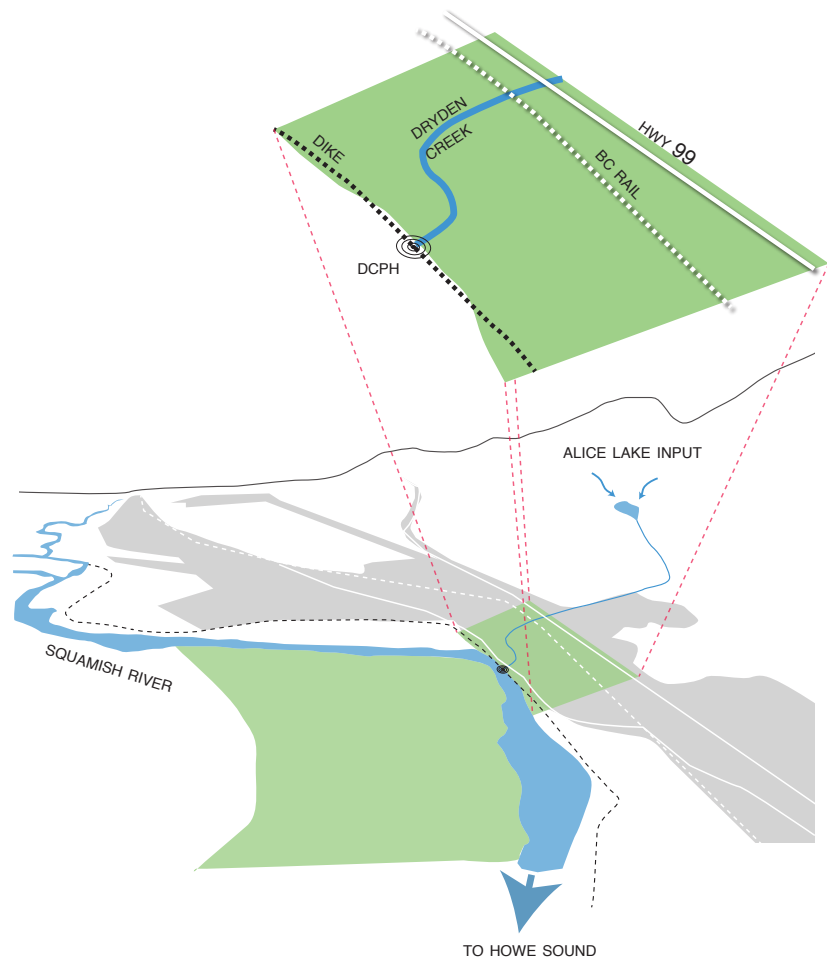 HWY 99
DRYDEN
CREEK
DIKE
BC RAIL
DCPH
ALICE LAKE INPUT
SQUAMISH RIVER
TO HOWE SOUND